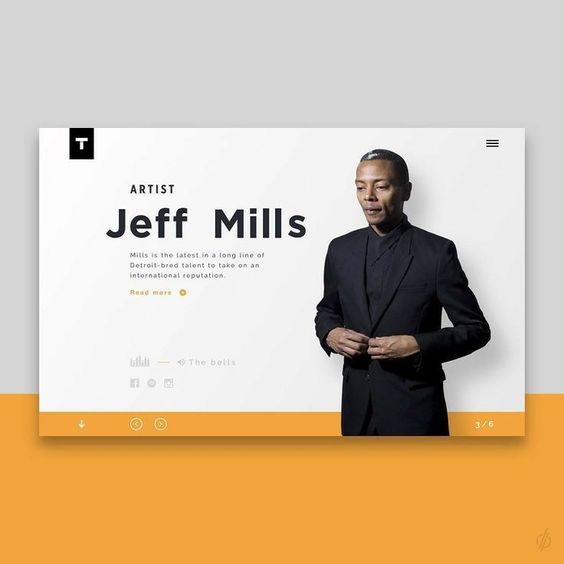 T
ARTIST
Jeff Mills
Mills is the latest in a long line of
Detroit-bred talent to take on an
international reputation.
Read more
The bells
3/6